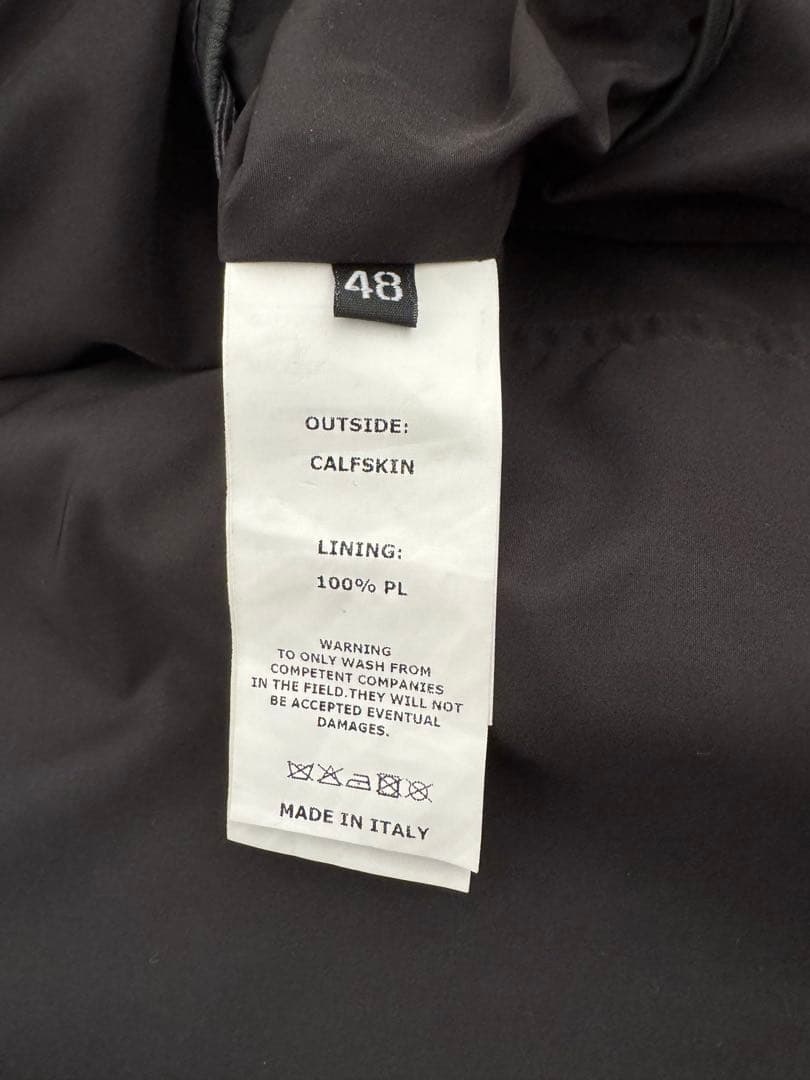 48
OUTSIDE:
CALFSKIN
LINING:
100% PL
WARNING
TO ONLY WASH FROM
COMPETENT COMPANIES
IN THE FIELD.THEY WILL NOT
BE ACCEPTED EVENTUAL
DAMAGES.
MADE IN ITALY